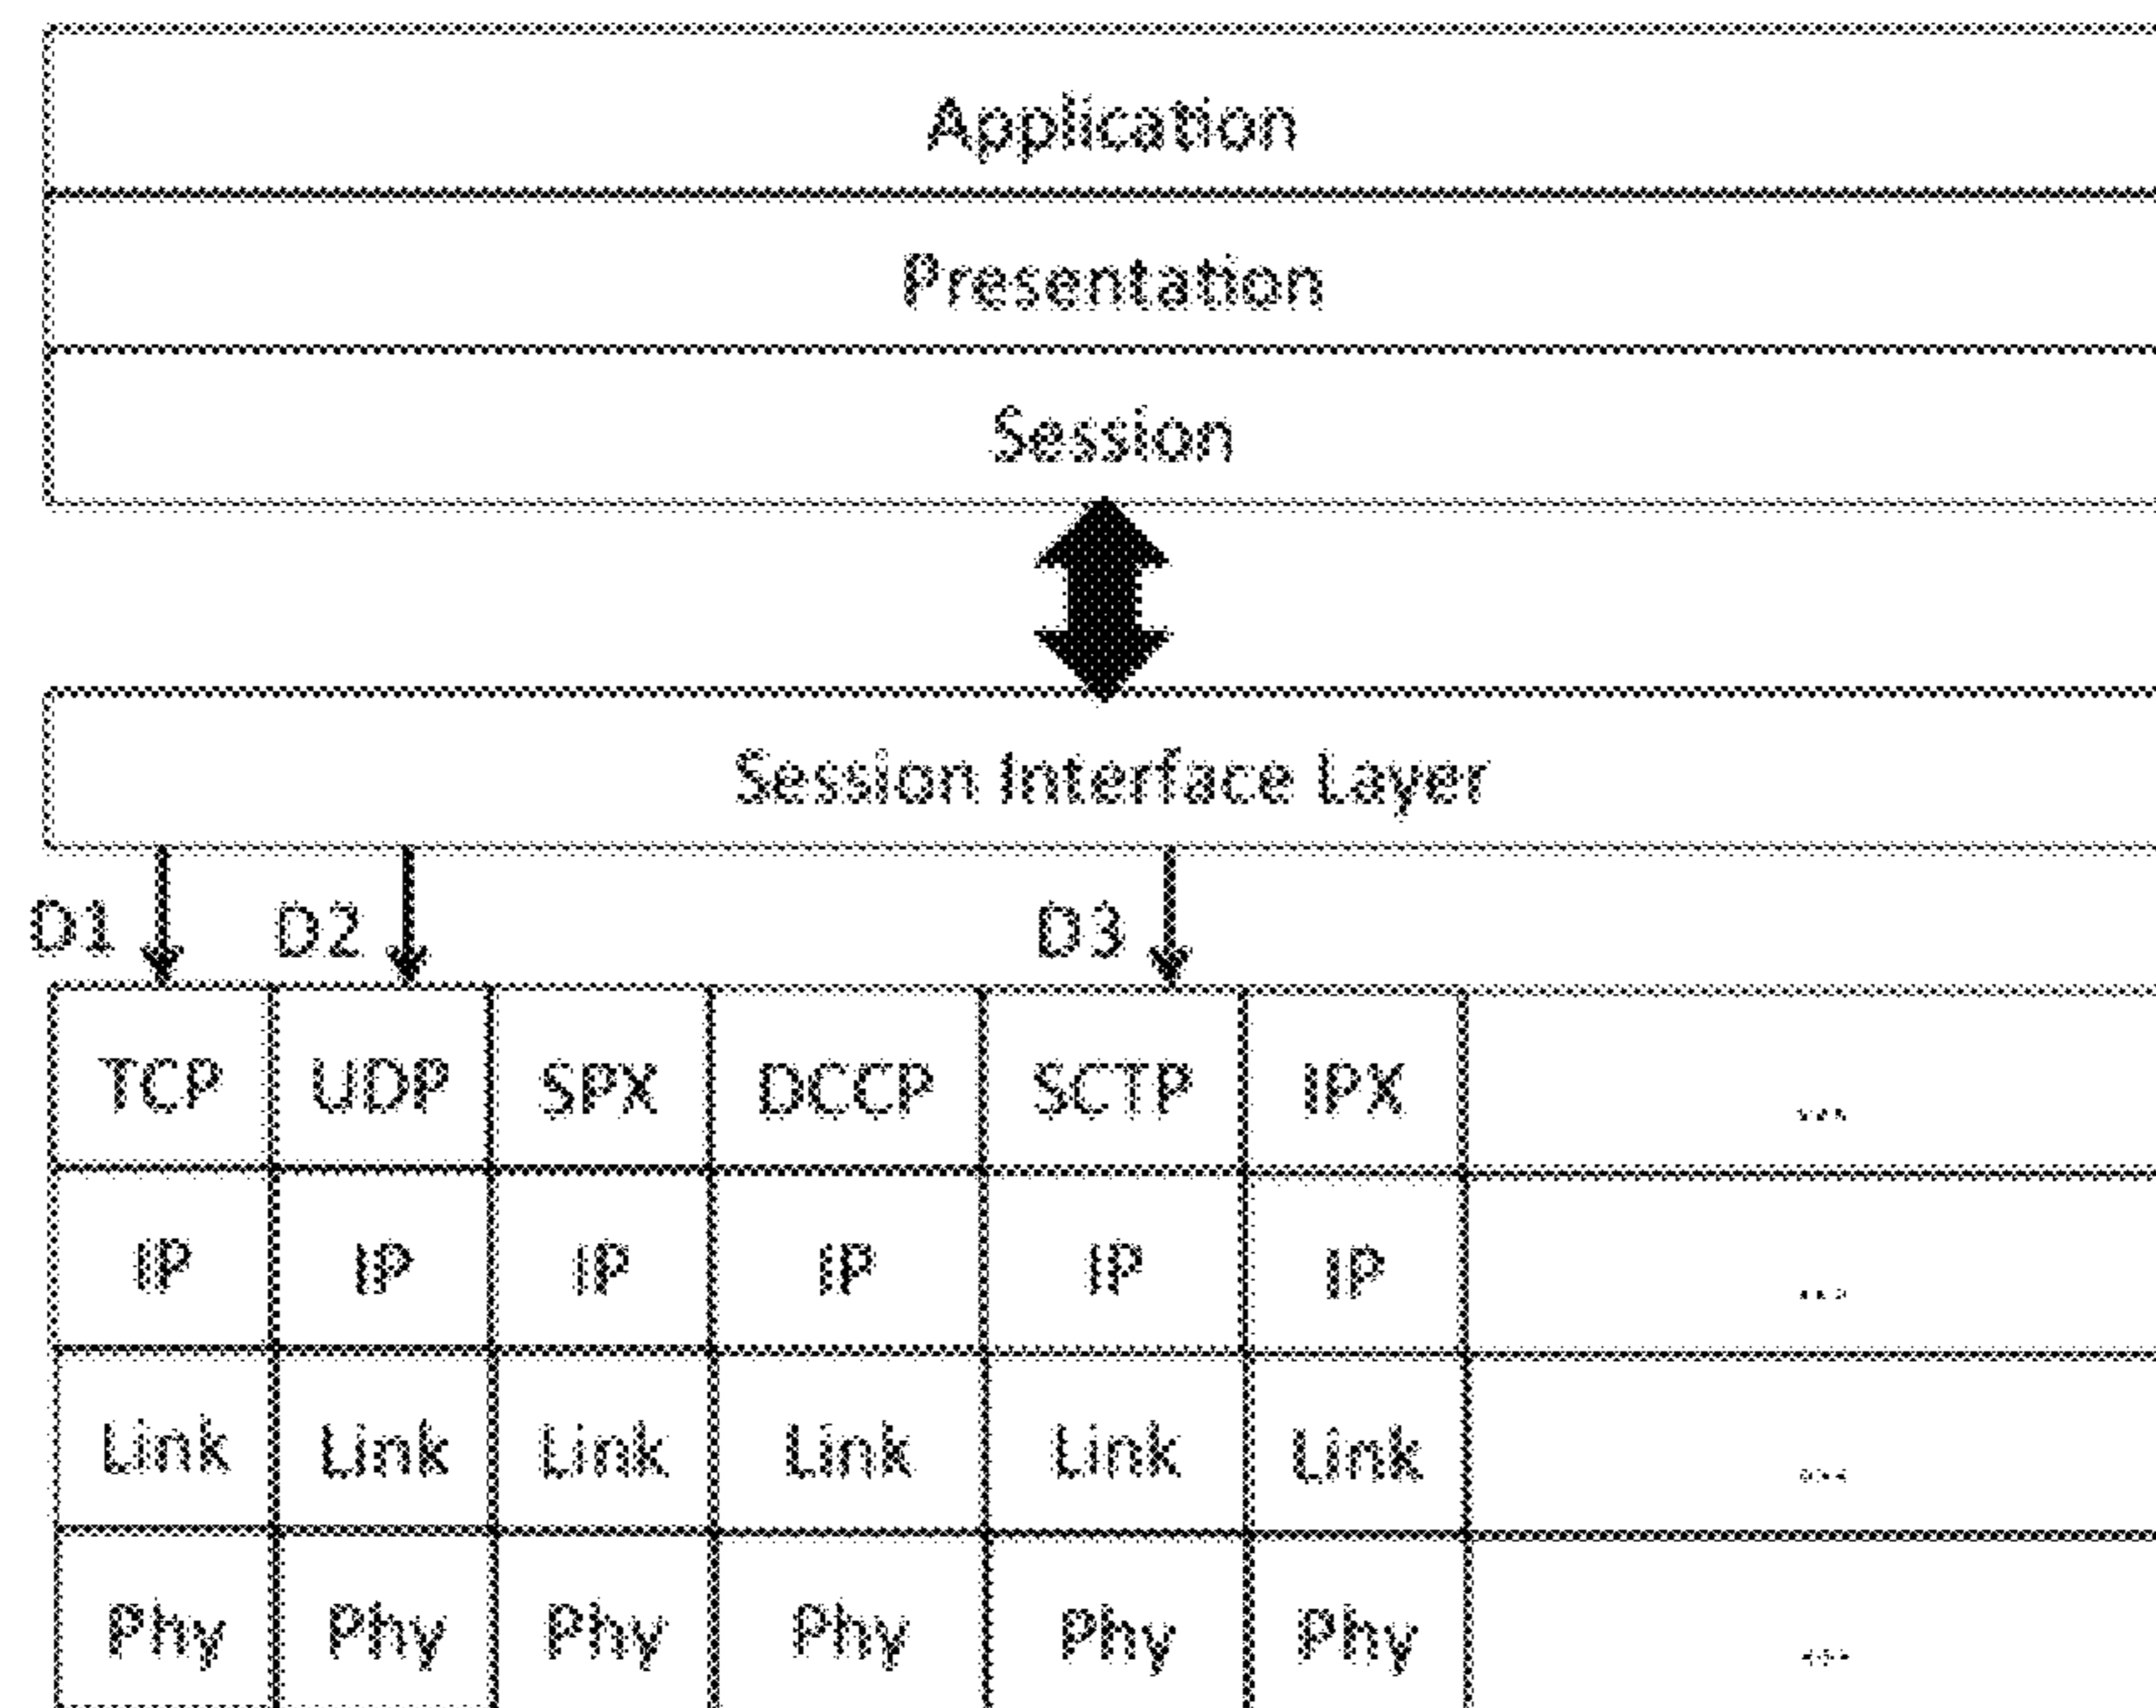 Application
Presentation
Session
Session Interface Layer
D1 D2 D3
TCP UDP SPX DCCP SCTP IPX ...
IP IP IP IP IP IP ...
Link Link Link Link Link Link ...
Phy Phy Phy Phy Phy Phy ...